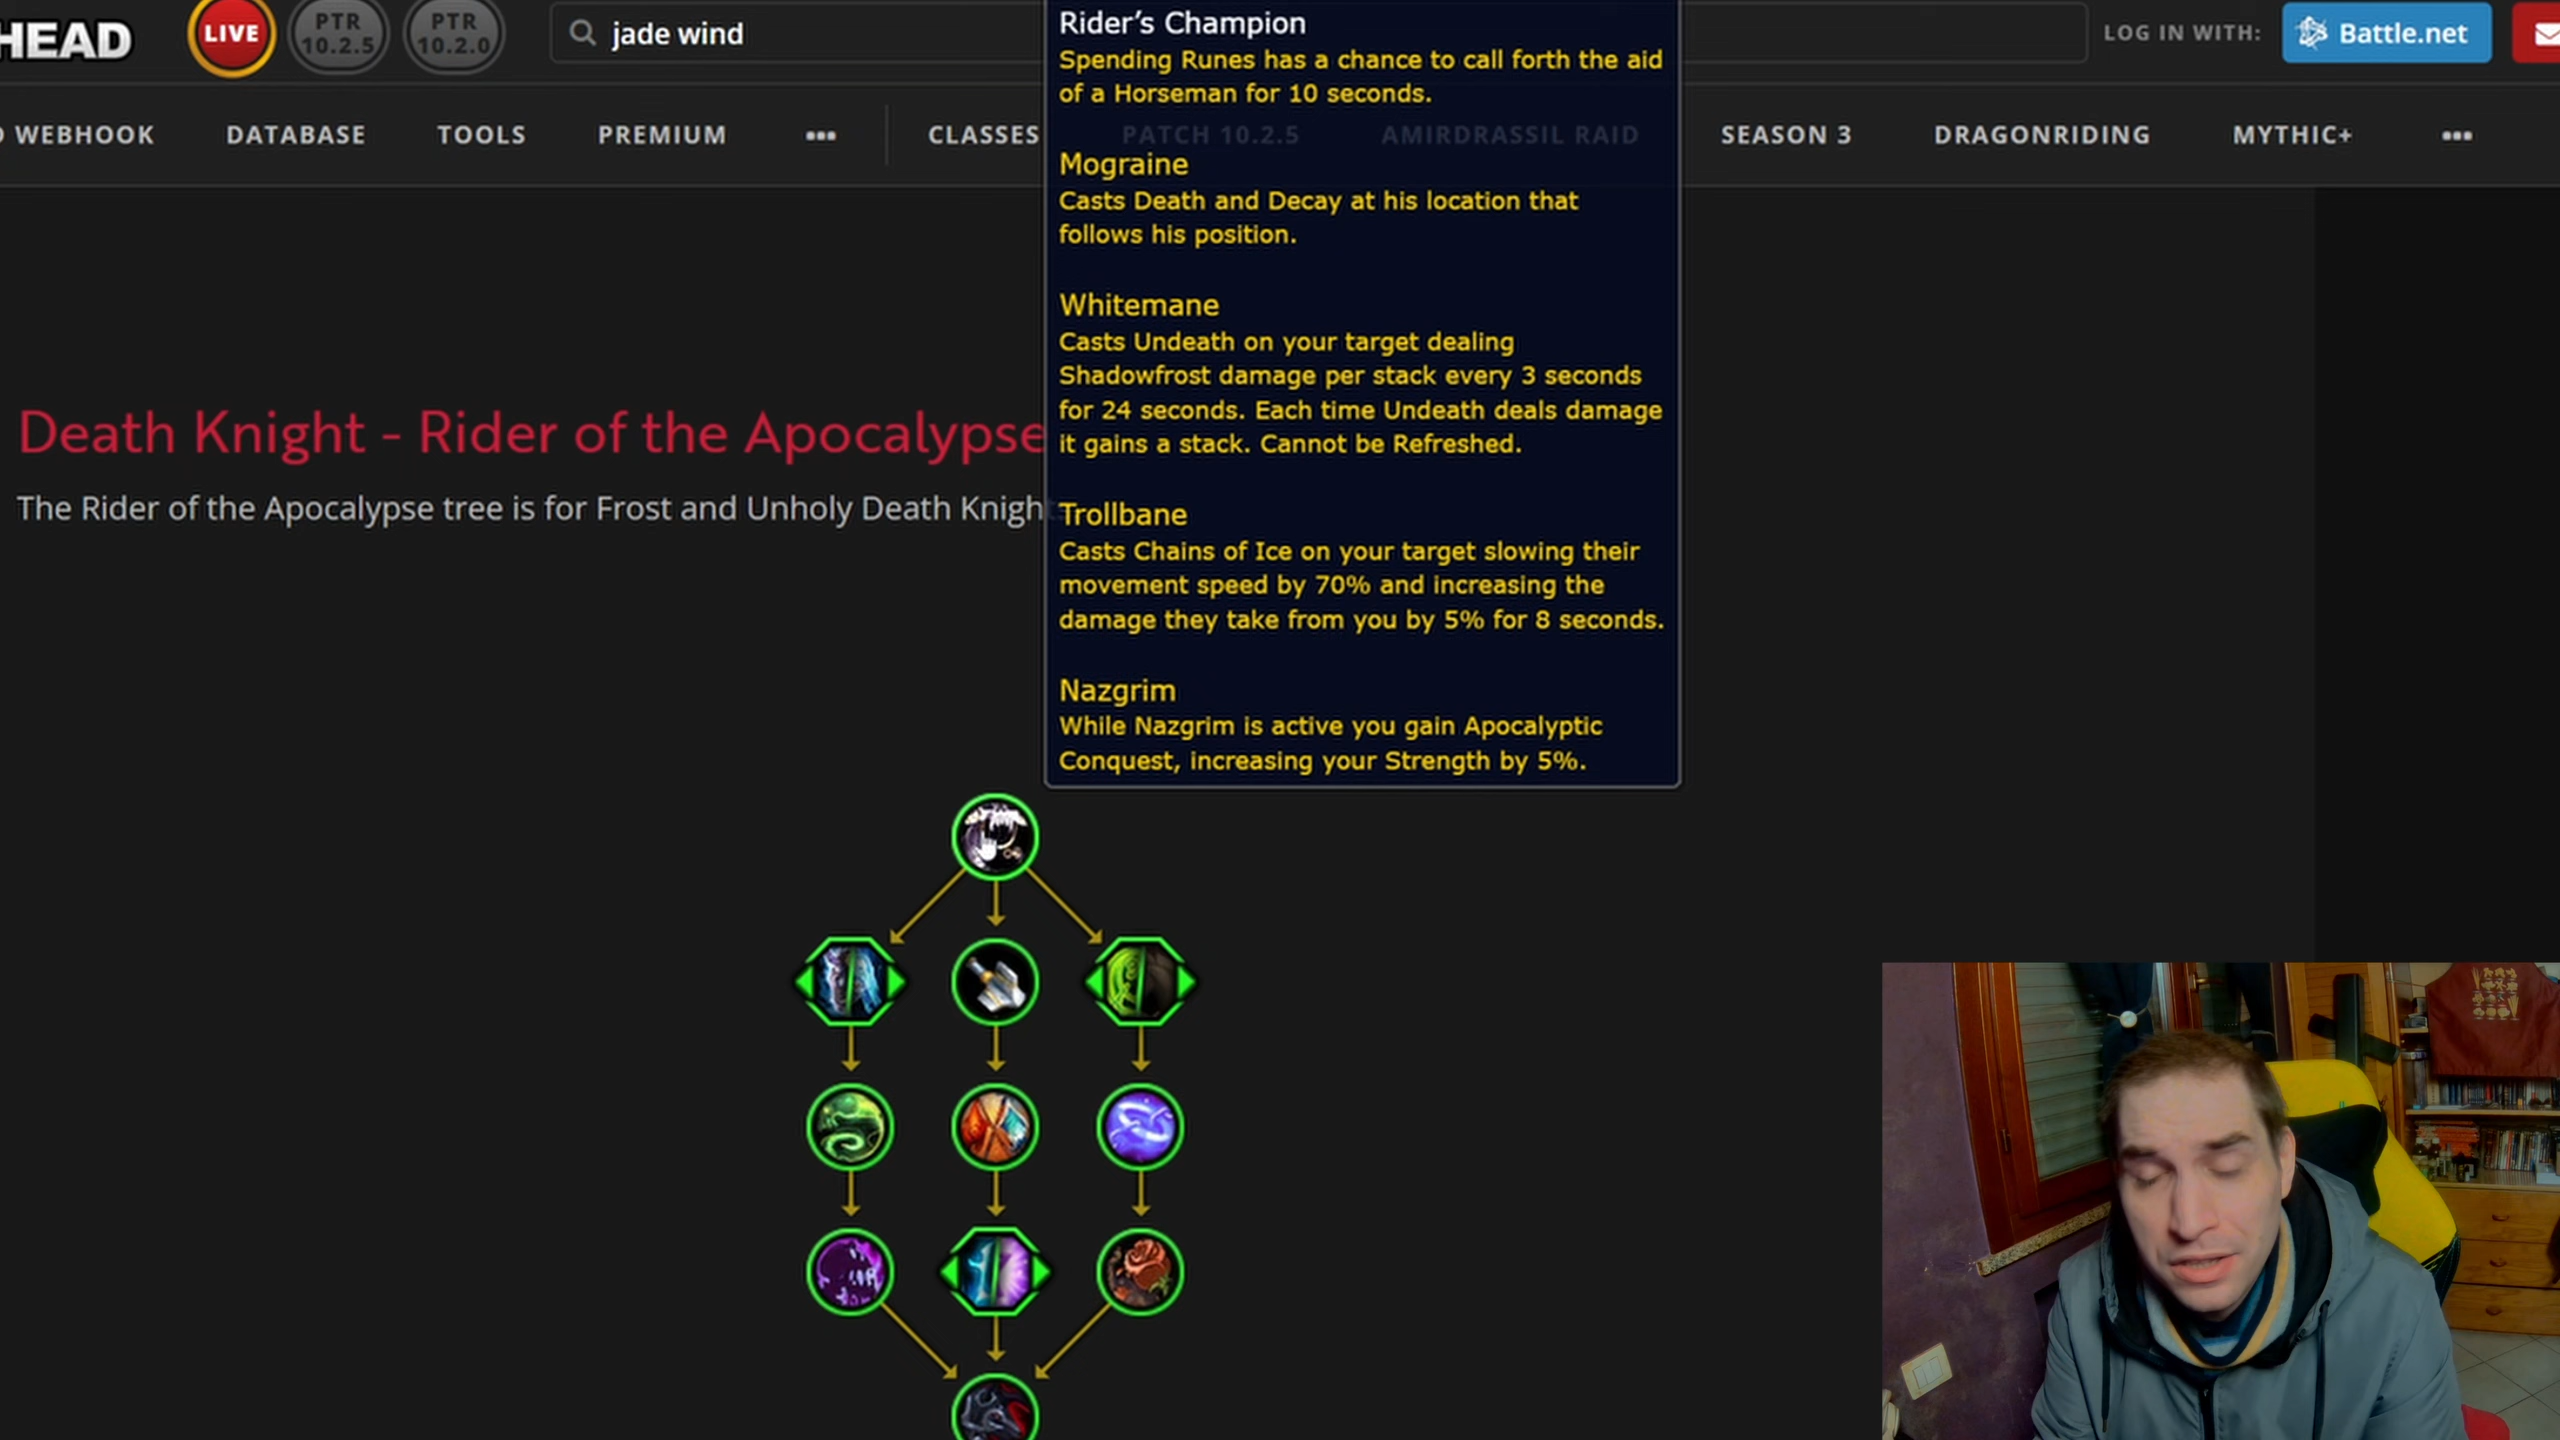 HEAD
LIVE
PTR
10.2.5
PTR
10.2.0
jade wind
LOG IN WITH:
Battle.net
WEBHOOK
DATABASE
TOOLS
PREMIUM
•••
CLASSES
PATCH 10.2.5
AMIRDRASSIL RAID
SEASON 3
DRAGONRIDING
MYTHIC+
•••
Rider's Champion
Spending Runes has a chance to call forth the aid
of a Horseman for 10 seconds.
Mograine
Casts Death and Decay at his location that
follows his position.
Whitemane
Casts Undeath on your target dealing
Shadowfrost damage per stack every 3 seconds
for 24 seconds. Each time Undeath deals damage
it gains a stack. Cannot be Refreshed.
Trollbane
Casts Chains of Ice on your target slowing their
movement speed by 70% and increasing the
damage they take from you by 5% for 8 seconds.
Nazgrim
While Nazgrim is active you gain Apocalyptic
Conquest, increasing your Strength by 5%.
Death Knight - Rider of the Apocalypse
The Rider of the Apocalypse tree is for Frost and Unholy Death Knigh